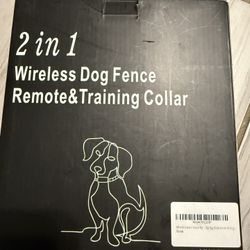 2 in 1
Wireless Dog Fence
Remote&Training Collar